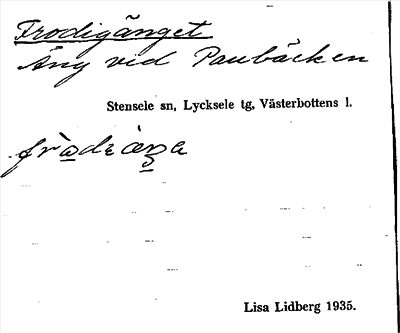 Frodigänget
Äng vid Paubäcken
Stensele sn, Lycksele tg, Västerbottens l.
Lisa Lidberg 1935.